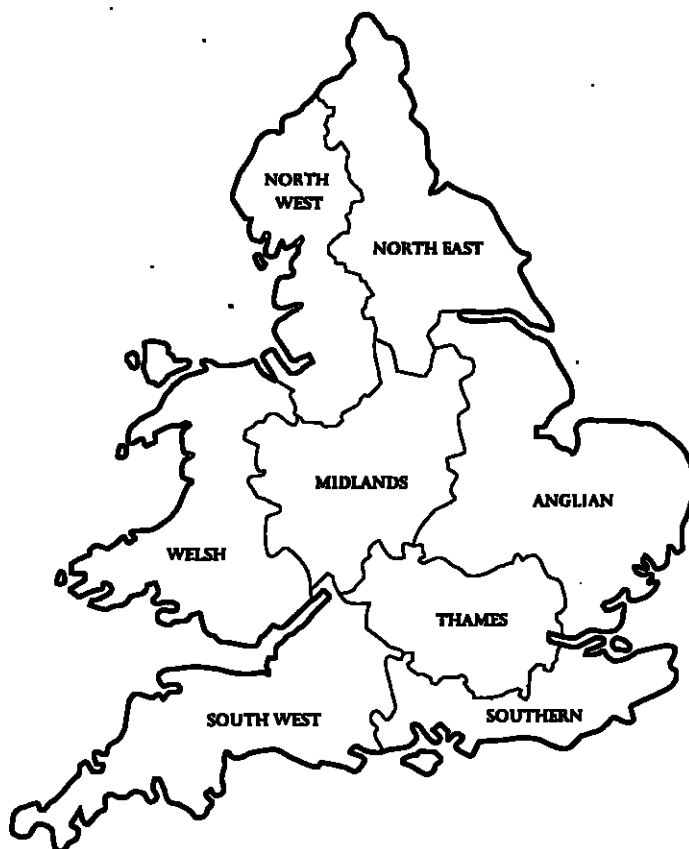 NORTH
WEST
NORTH EAST
MIDLANDS
ANGLIAN
WELSH
THAMES
SOUTH WEST
SOUTHERN